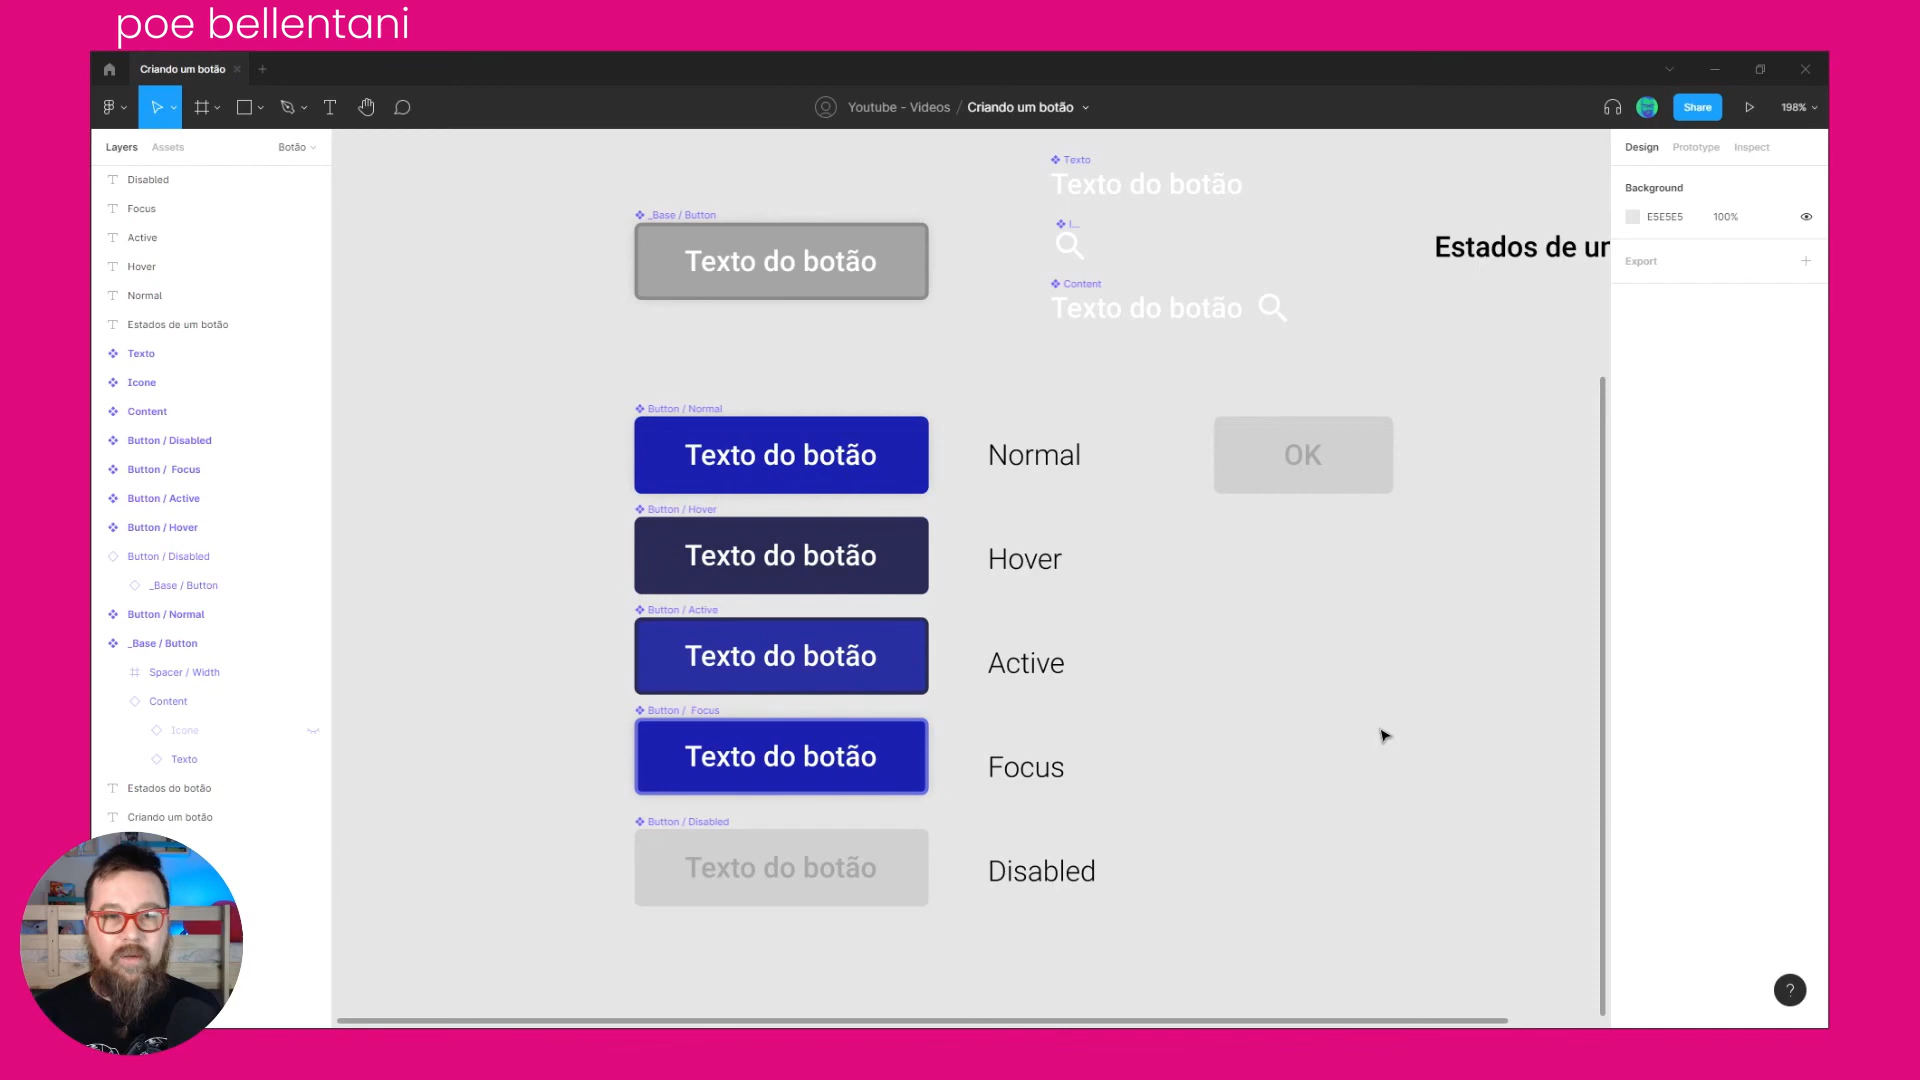 poe bellentani
Criando um botão
Youtube - Videos / Criando um botão
Share
198%
Layers
Assets
Botão
Disabled
Focus
Active
Hover
Normal
Estados de um botão
Texto
Icone
Content
Button / Disabled
Button /  Focus
Button / Active
Button / Hover
Button / Disabled
_Base / Button
Button / Normal
_Base / Button
Spacer / Width
Content
Icone
Texto
Estados do botão
Criando um botão
_Base / Button
Texto do botão
Texto
Texto do botão
I...
Content
Texto do botão
Estados de ur
Button / Normal
Texto do botão
Normal
OK
Button / Hover
Texto do botão
Hover
Button / Active
Texto do botão
Active
Button /  Focus
Texto do botão
Focus
Button / Disabled
Texto do botão
Disabled
Design
Prototype
Inspect
Background
E5E5E5
100%
Export
?